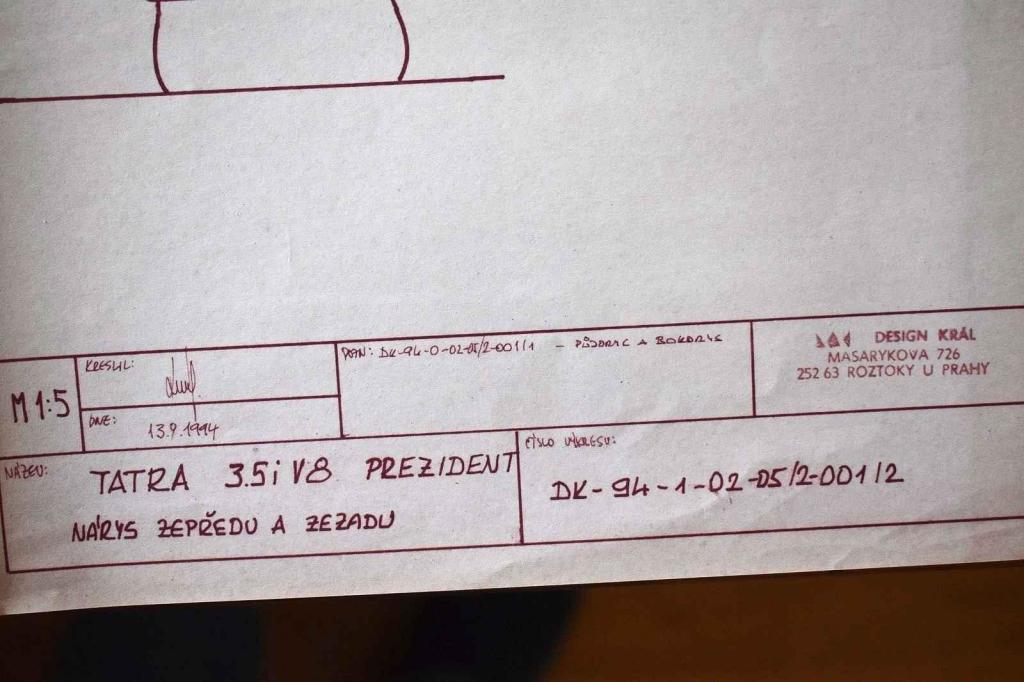 M 1:5
KRESLIL:
DNE:
13.9.1994
POZN: DK-94-0-02-05/2-001/1 - PŮDORYS A BOKORYS
DESIGN KRÁL
MASARYKOVA 726
252 63 ROZTOKY U PRAHY
NÁZEV:
TATRA 3.5i V8 PREZIDENT
NÁRYS ZEPŘEDU A ZEZADU
ČÍSLO VÝKRESU:
DK-94-1-02-05/2-001/2